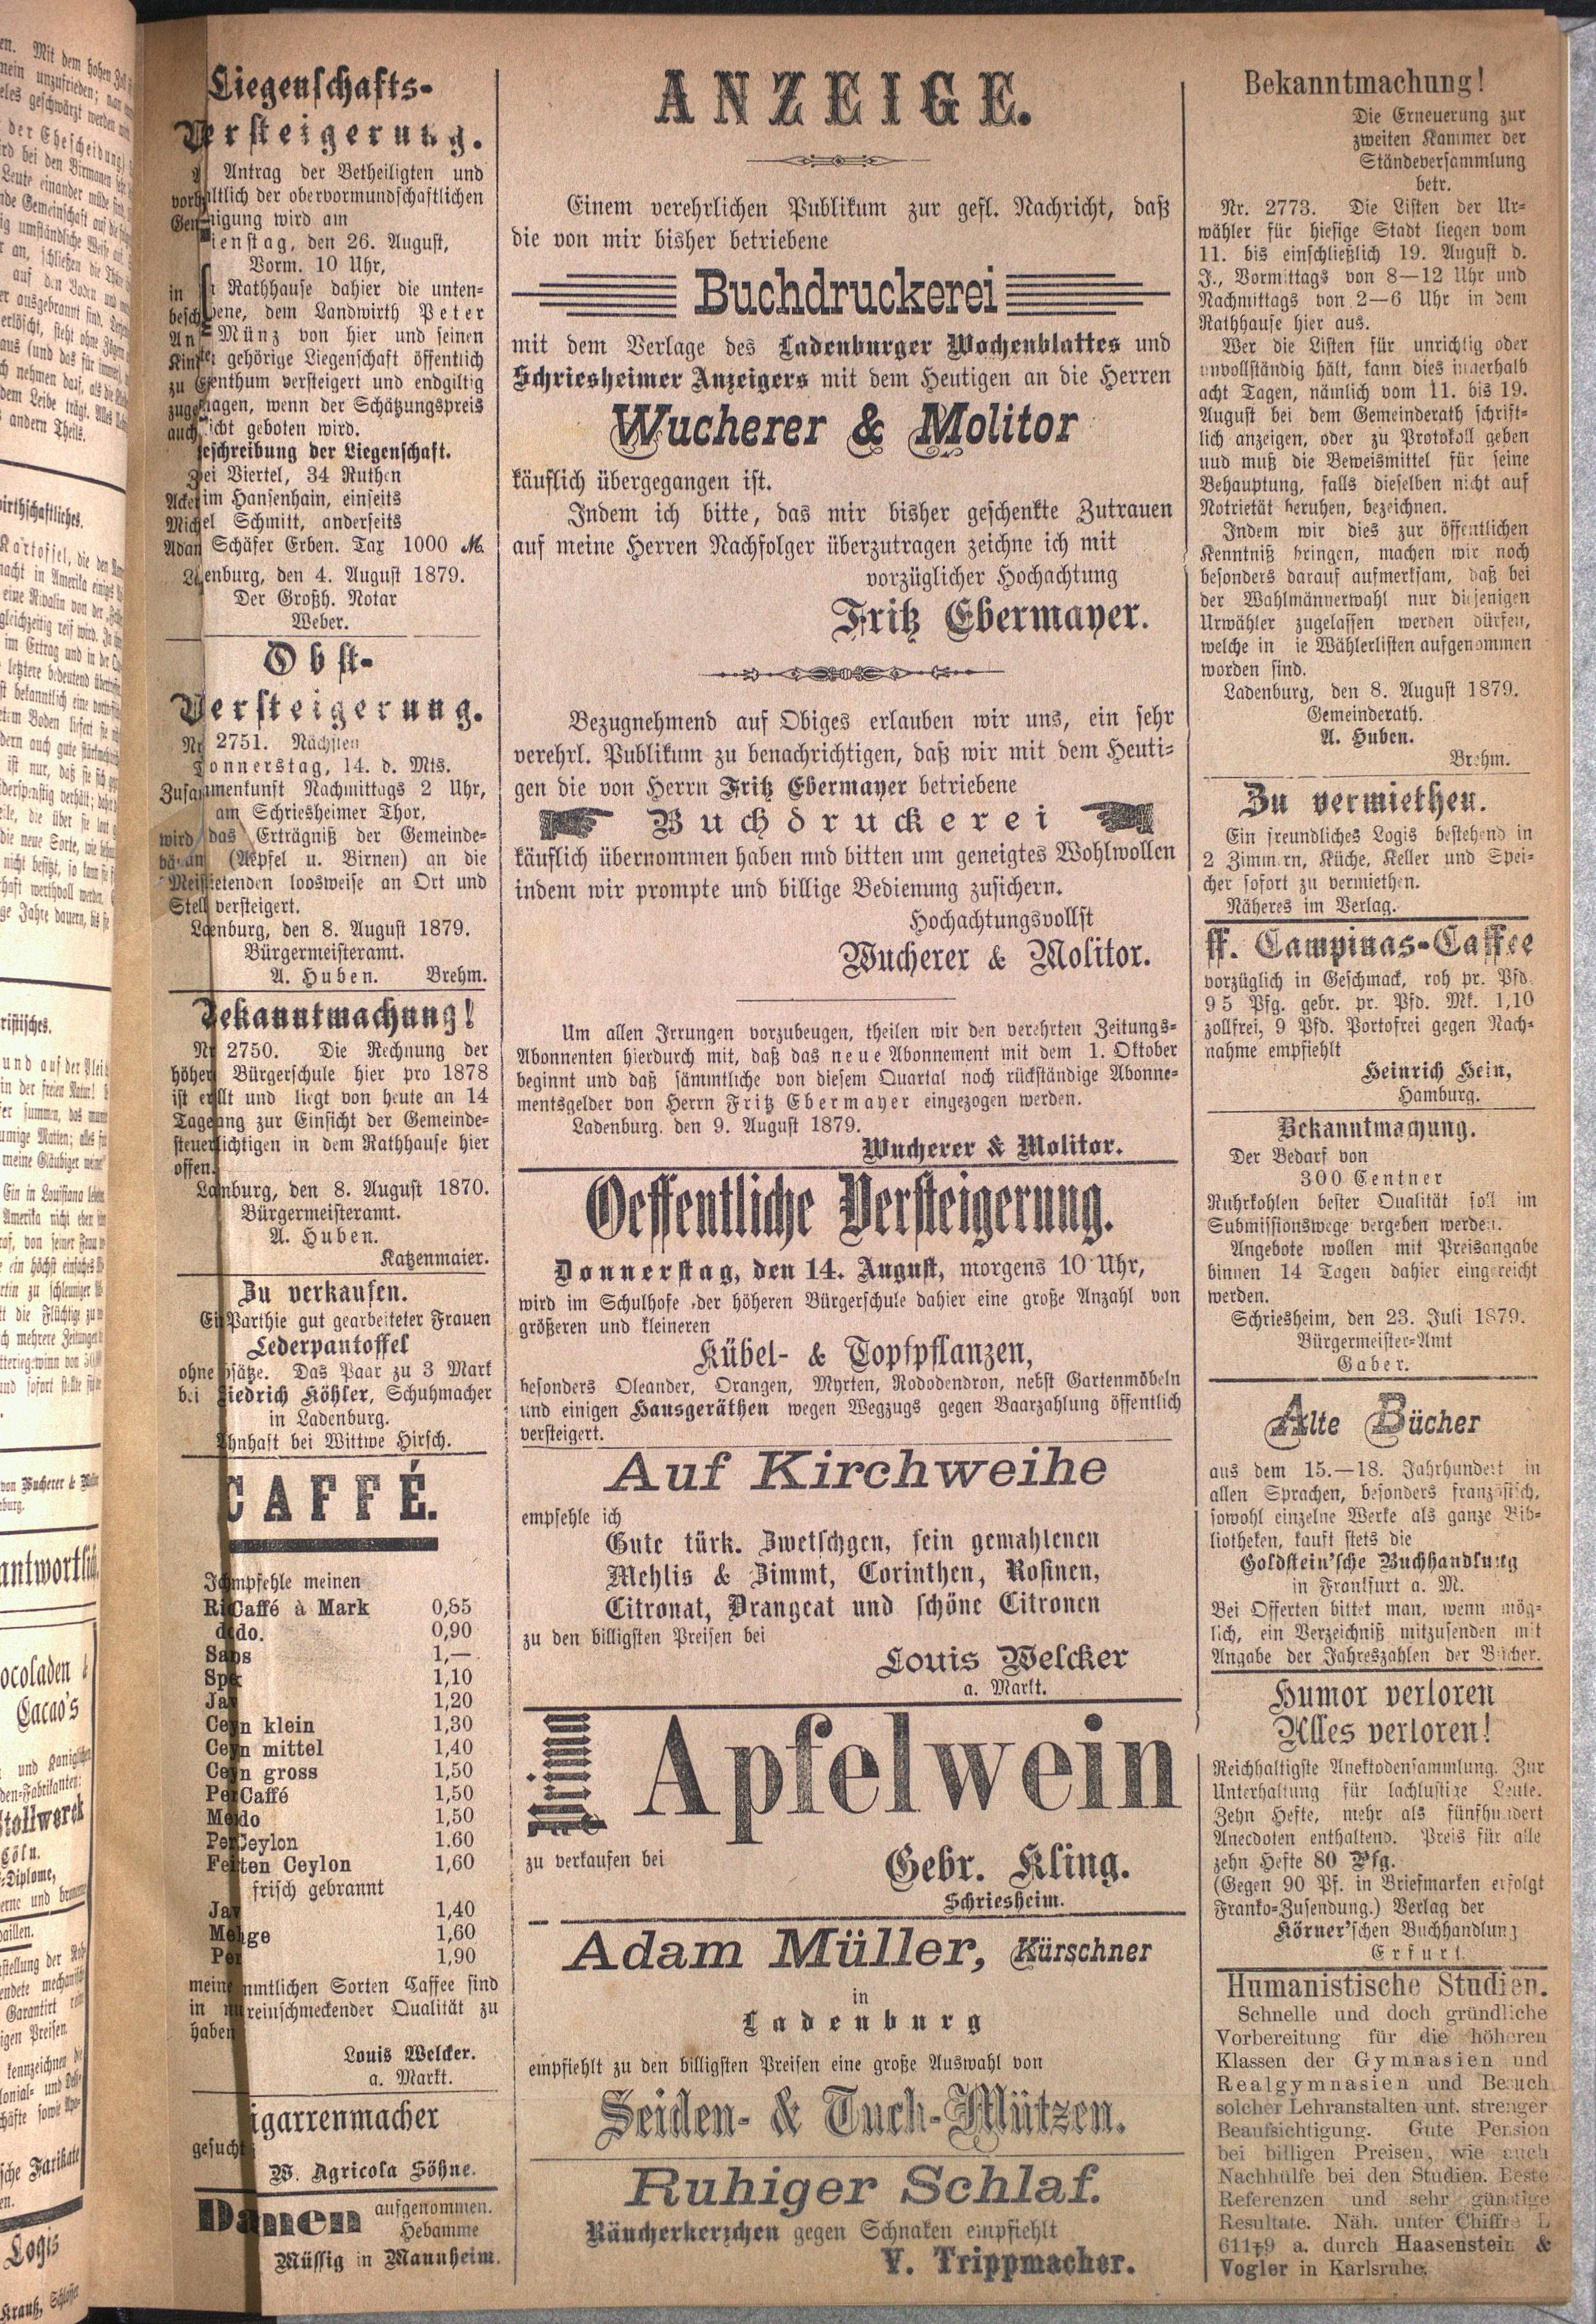 Liegenschafts-
Versteigerung.
Antrag der Betheiligten und
vorhaltlich der obervormundschaftlichen
nigung wird am
ienstag, den 26. August,
Vorm. 10 Uhr,
in Rathhause dahier die unten-
bene, dem Landwirth Peter
An Münz von hier und seinen
gehörige Liegenschaft öffentlich
zu Eigenthum versteigert und endgiltig
zugeschlagen, wenn der Schätzungspreis
auch nicht geboten wird.
Beschreibung der Liegenschaft.
Zwei Viertel, 34 Ruthen
Acker im Hansenhain, einseits
Michel Schmitt, anderseits
Adam Schäfer Erben. Tax 1000 M.
Ladenburg, den 4. August 1879.
Der Großh. Notar
Weber.
Obst-
Versteigerung.
Nr. 2751. Nächsten
Donnerstag, 14. d. Mts.
Zusammenkunft Nachmittags 2 Uhr,
am Schriesheimer Thor,
wird das Erträgniß der Gemeinde-
(Aepfel u. Birnen) an die
Meistbietenden loosweise an Ort und
Stelle versteigert.
Ladenburg, den 8. August 1879.
Bürgermeisteramt.
A. Huben. Brehm.
Bekanntmachung!
Nr. 2750. Die Rechnung der
höheren Bürgerschule hier pro 1878
ist erstellt und liegt von heute an 14
Tage lang zur Einsicht der Gemeinde-
steuerpflichtigen in dem Rathhause hier
offen.
Ladenburg, den 8. August 1870.
Bürgermeisteramt.
A. Huben.
Katzenmaier.
Zu verkaufen.
Parthie gut gearbeiteter Frauen
Lederpantoffel
ohne Absätze. Das Paar zu 3 Mark
bei Friedrich Köhler, Schuhmacher
in Ladenburg.
Wohnhaft bei Wittwe Hirsch.
CAFFÉ.
Ich empfehle meinen
Caffé à Mark 0,85
do. 0,90
1,—
1,10
Java 1,20
Ceylon klein 1,30
Ceylon mittel 1,40
Ceylon gross 1,50
Perl Caffé 1,50
1,50
Perl Ceylon 1.60
Ceylon 1,60
frisch gebrannt
Java 1,40
1,60
Perl 1,90
meine sämmtlichen Sorten Caffee sind
in nur reinschmeckender Qualität zu
haben
Louis Welcker.
a. Markt.
Cigarrenmacher
gesucht
W. Agricola Söhne.
Damen aufgenommen.
Hebamme
Müssig in Mannheim.
ANZEIGE.
Einem verehrlichen Publikum zur gefl. Nachricht, daß
die von mir bisher betriebene
Buchdruckerei
mit dem Verlage des Ladenburger Wochenblattes und
Schriesheimer Anzeigers mit dem Heutigen an die Herren
Wucherer & Molitor
käuflich übergegangen ist.
Indem ich bitte, das mir bisher geschenkte Zutrauen
auf meine Herren Nachfolger überzutragen zeichne ich mit
vorzüglicher Hochachtung
Fritz Ebermayer.
Bezugnehmend auf Obiges erlauben wir uns, ein sehr
verehrl. Publikum zu benachrichtigen, daß wir mit dem Heuti-
gen die von Herrn Fritz Ebermayer betriebene
Buchdruckerei
käuflich übernommen haben nnd bitten um geneigtes Wohlwollen
indem wir prompte und billige Bedienung zusichern.
Hochachtungsvollst
Wucherer & Molitor.
Um allen Irrungen vorzubeugen, theilen wir den verehrten Zeitungs-
Abonnenten hierdurch mit, daß das neue Abonnement mit dem 1. Oktober
beginnt und daß sämmtliche von diesem Quartal noch rückständige Abonne-
mentsgelder von Herrn Fritz Ebermayer eingezogen werden.
Ladenburg. den 9. August 1879.
Wucherer & Molitor.
Oeffentliche Versteigerung.
Donnerstag, den 14. August, morgens 10 Uhr,
wird im Schulhofe der höheren Bürgerschule dahier eine große Anzahl von
größeren und kleineren
Kübel- & Topfpflanzen,
besonders Oleander, Orangen, Myrten, Rododendron, nebst Gartenmöbeln
und einigen Hausgeräthen wegen Wegzugs gegen Baarzahlung öffentlich
versteigert.
Auf Kirchweihe
empfehle ich
Gute türk. Zwetschgen, fein gemahlenen
Mehlis & Zimmt, Corinthen, Rosinen,
Citronat, Orangeat und schöne Citronen
zu den billigsten Preisen bei
Louis Welcker
a. Markt.
Apfelwein
zu verkaufen bei
Gebr. Kling.
Schriesheim.
Adam Müller, Kürschner
in
Ladenburg
empfiehlt zu den billigsten Preisen eine große Auswahl von
Seiden- & Tuch-Mützen.
Ruhiger Schlaf.
Räucherkerzchen gegen Schnaken empfiehlt
V. Trippmacher.
Bekanntmachung!
Die Erneuerung zur
zweiten Kammer der
Ständeversammlung
betr.
Nr. 2773. Die Listen der Ur-
wähler für hiesige Stadt liegen vom
11. bis einschließlich 19. August d.
J., Vormittags von 8—12 Uhr und
Nachmittags von 2—6 Uhr in dem
Rathhause hier aus.
Wer die Listen für unrichtig oder
unvollständig hält, kann dies innerhalb
acht Tagen, nämlich vom 11. bis 19.
August bei dem Gemeinderath schrift-
lich anzeigen, oder zu Protokoll geben
und muß die Beweismittel für seine
Behauptung, falls dieselben nicht auf
Notrietät beruhen, bezeichnen.
Indem wir dies zur öffentlichen
Kenntniß bringen, machen wir noch
besonders darauf aufmerksam, daß bei
der Wahlmännerwahl nur diejenigen
Urwähler zugelassen werden dürfen,
welche in ie Wählerlisten aufgenommen
worden sind.
Ladenburg, den 8. August 1879.
Gemeinderath.
A. Huben.
Brehm.
Zu vermiethen.
Ein freundliches Logis bestehend in
2 Zimmern, Küche, Keller und Spei-
cher sofort zu vermiethen.
Näheres im Verlag.
ff. Campinas-Caffee
vorzüglich in Geschmack, roh pr. Pfd.
95 Pfg. gebr. pr. Pfd. Mk. 1,10
zollfrei, 9 Pfd. Portofrei gegen Nach-
nahme empfiehlt
Heinrich Hein,
Hamburg.
Bekanntmachung.
Der Bedarf von
300 Centner
Ruhrkohlen bester Qualität soll im
Submissionswege vergeben werden.
Angebote wollen mit Preisangabe
binnen 14 Tagen dahier eingereicht
werden.
Schriesheim, den 23. Juli 1879.
Bürgermeister-Amt
Gaber.
Alte Bücher
aus dem 15.—18. Jahrhundert in
allen Sprachen, besonders französisch,
sowohl einzelne Werke als ganze Bib-
liotheken, kauft stets die
Goldstein'sche Buchhandlung
in Frankfurt a. M.
Bei Offerten bittet man, wenn mög-
lich, ein Verzeichniß mitzusenden mit
Angabe der Jahreszahlen der Bücher.
Humor verloren
Alles verloren!
Reichhaltigste Anektodensammlung. Zur
Unterhaltung für lachlustige Leute.
Zehn Hefte, mehr als fünfhundert
Anecdoten enthaltend. Preis für alle
zehn Hefte 80 Pfg.
(Gegen 90 Pf. in Briefmarken erfolgt
Franko-Zusendung.) Verlag der
Körner'schen Buchhandlung
Erfurt.
Humanistische Studien.
Schnelle und doch gründliche
Vorbereitung für die höheren
Klassen der Gymnasien und
Realgymnasien und Besuch
solcher Lehranstalten unt. strenger
Beaufsichtigung. Gute Pension
bei billigen Preisen, wie auch
Nachhülfe bei den Studien. Beste
Referenzen und sehr günstige
Resultate. Näh. unter Chiffre L
a. durch Haasenstein &
Vogler in Karlsruhe.